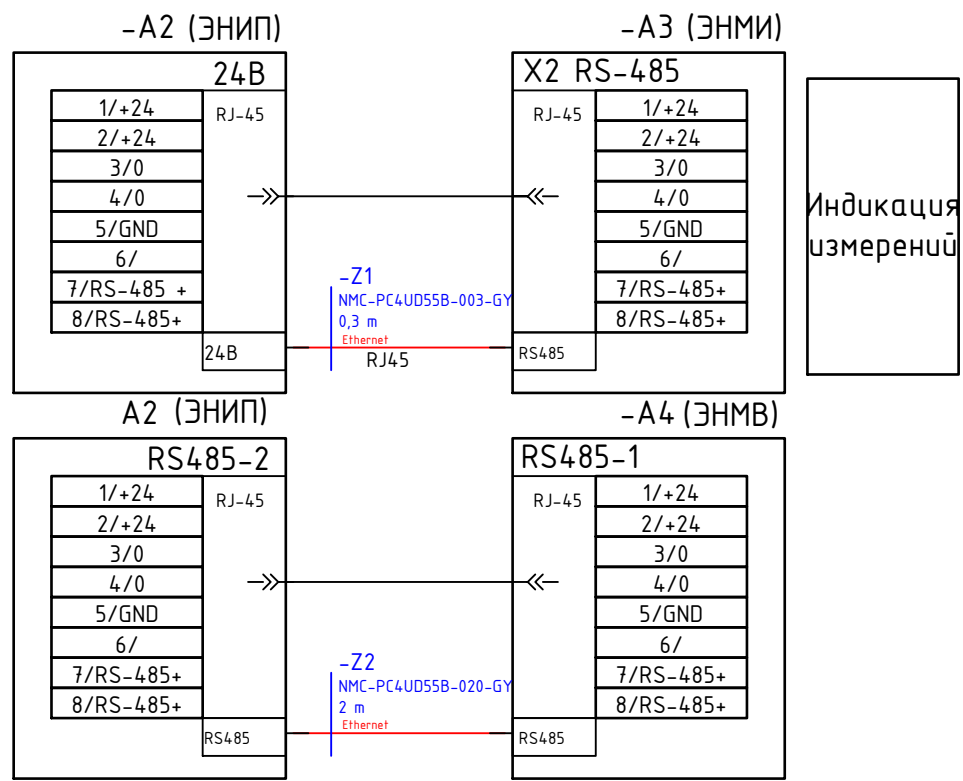 -A2 (ЭНИП)
24В
1/+24
2/+24
3/0
4/0
5/GND
6/
7/RS-485 +
8/RS-485+
RJ-45
24В
-Z1
NMC-PC4UD55B-003-GY
0,3 m
Ethernet
RJ45
-A3 (ЭНМИ)
X2 RS-485
RJ-45
1/+24
2/+24
3/0
4/0
5/GND
6/
7/RS-485+
8/RS-485+
RS485
Индикация
измерений
A2 (ЭНИП)
RS485-2
1/+24
2/+24
3/0
4/0
5/GND
6/
7/RS-485+
8/RS-485+
RJ-45
RS485
-Z2
NMC-PC4UD55B-020-GY
2 m
Ethernet
-A4 (ЭНМВ)
RS485-1
RJ-45
1/+24
2/+24
3/0
4/0
5/GND
6/
7/RS-485+
8/RS-485+
RS485